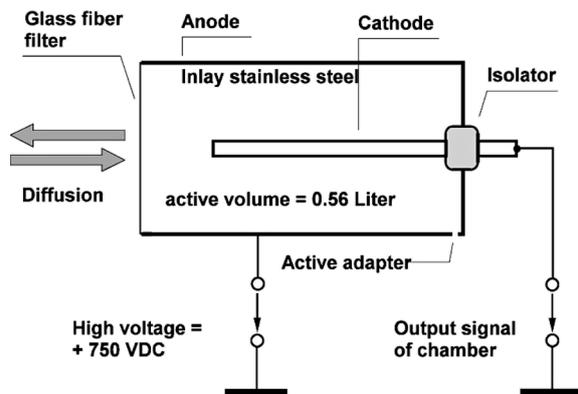 Glass fiber
filter
Anode
Cathode
Inlay stainless steel
Isolator
Diffusion
active volume = 0.56 Liter
Active adapter
High voltage =
+ 750 VDC
Output signal
of chamber